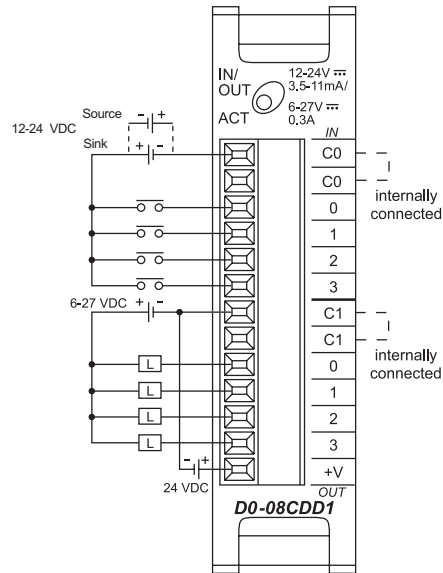 IN/
OUT
ACT
12-24V ⎓
3.5-11mA/
6-27V ⎓
0.3A
IN
Source
- +
12-24 VDC
Sink
+ -
C0
C0
internally
connected
0
1
2
3
6-27 VDC
+ -
C1
C1
internally
connected
L 0
L 1
L 2
L 3
- +
+V
24 VDC
OUT
D0-08CDD1